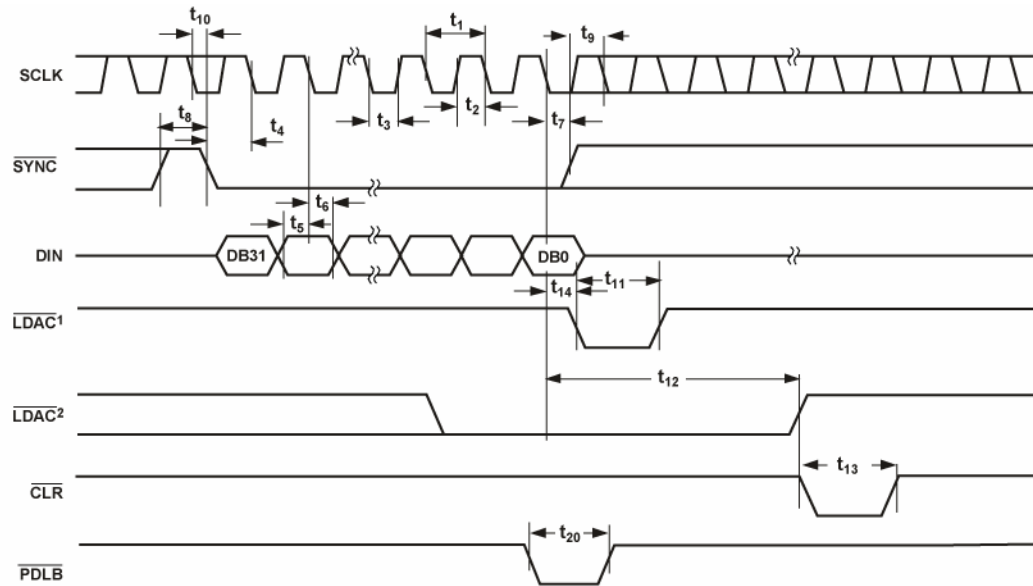 t10
t1
t9
SCLK
t8
t4
t3
t2
t7
SYNC
t6
t5
DIN
DB31
DB0
t14
t11
LDAC1
t12
LDAC2
t13
CLR
t20
PDLB